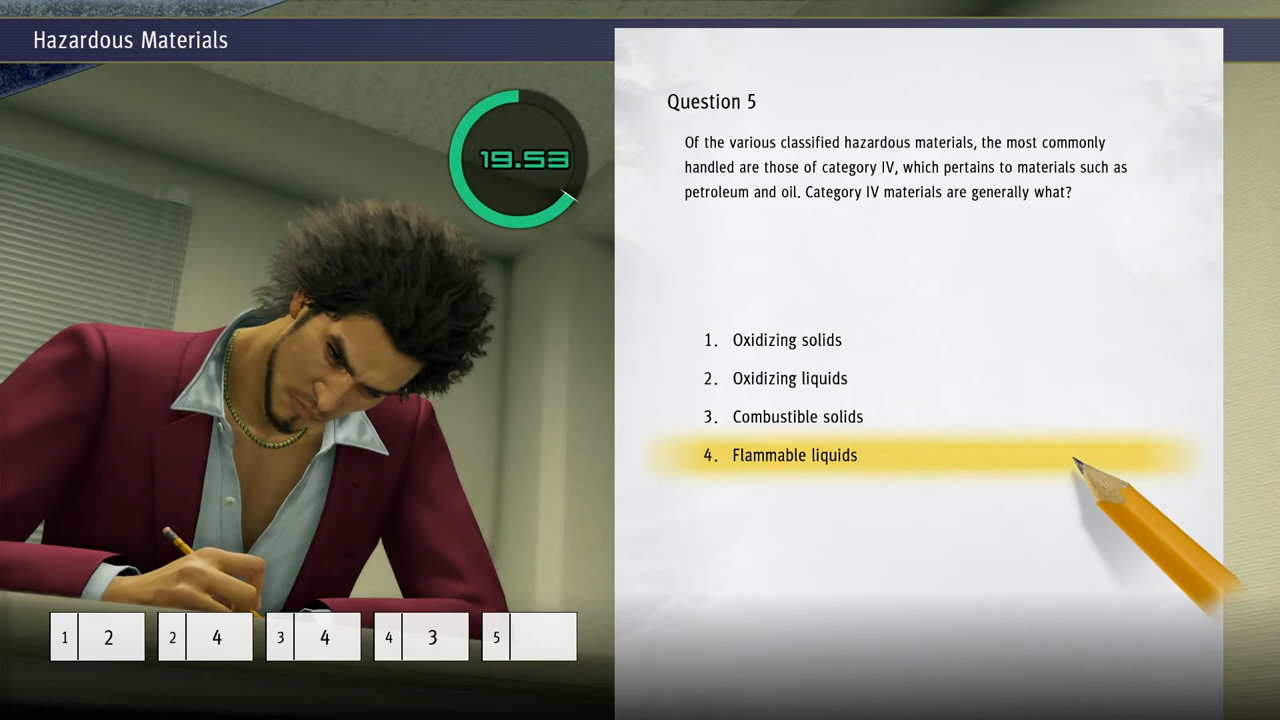 Hazardous Materials
19.53
Question 5
Of the various classified hazardous materials, the most commonly
handled are those of category IV, which pertains to materials such as
petroleum and oil. Category IV materials are generally what?
1. Oxidizing solids
2. Oxidizing liquids
3. Combustible solids
4. Flammable liquids
1 2 2 4 3 4 4 3 5